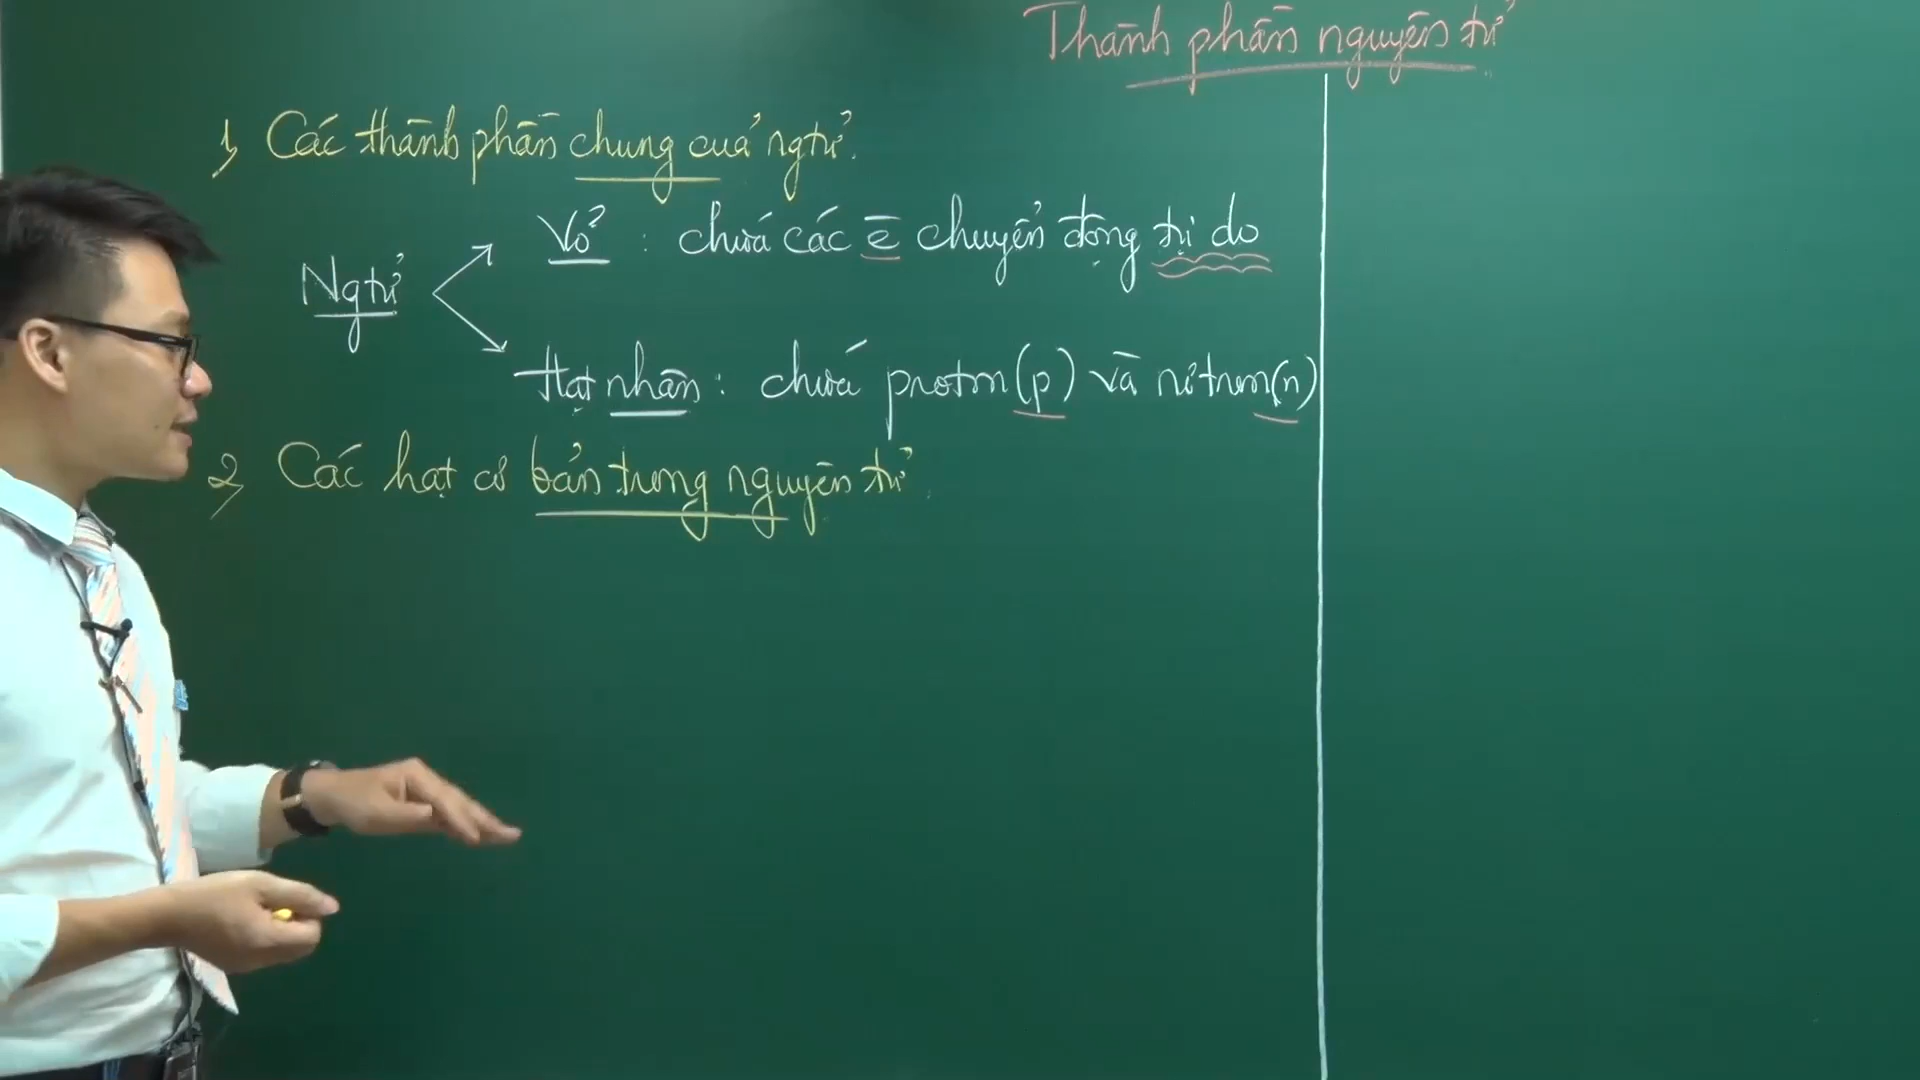 Thành phần nguyên tử
1, Các thành phần chung của ngtử.
Ngtử
Vỏ : chứa các e chuyển động tự do
Hạt nhân : chứa proton (p) và nơtron (n)
2, Các hạt cơ bản trong nguyên tử.